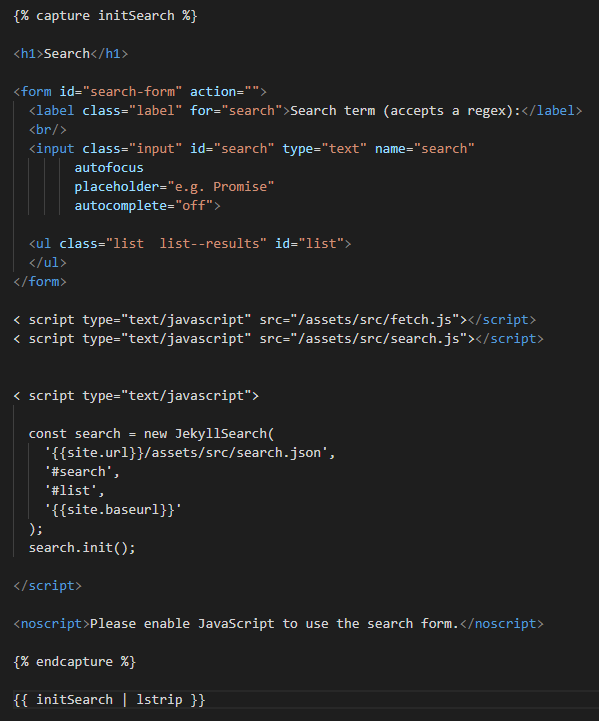 {% capture initSearch %}
<h1>Search</h1>
<form id="search-form" action="">
<label class="label" for="search">Search term (accepts a regex):</label>
<br/>
<input class="input" id="search" type="text" name="search"
autofocus
placeholder="e.g. Promise"
autocomplete="off">
<ul class="list  list--results" id="list">
</ul>
</form>
< script type="text/javascript" src="/assets/src/fetch.js"></script>
< script type="text/javascript" src="/assets/src/search.js"></script>
< script type="text/javascript">
const search = new JekyllSearch(
'{{site.url}}/assets/src/search.json',
'#search',
'#list',
'{{site.baseurl}}'
);
search.init();
</script>
<noscript>Please enable JavaScript to use the search form.</noscript>
{% endcapture %}
{{ initSearch | lstrip }}